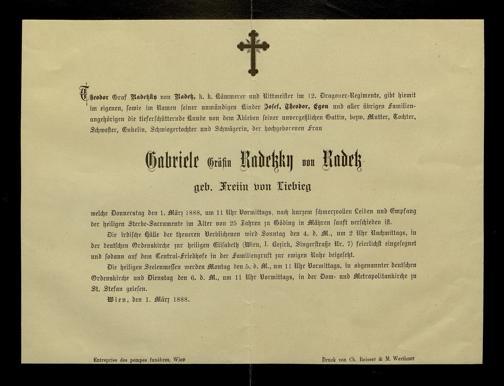 Theodor Graf Radetzky von Radetz, k. k. Kämmerer und Rittmeister im 12. Dragoner-Regimente, gibt hiemit
im eigenen, sowie im Namen seiner unmündigen Kinder Josef, Theodor, Egon und aller übrigen Familien-
angehörigen die tieferschütternde Kunde von dem Ableben seiner unvergeßlichen Gattin, bezw. Mutter, Tochter,
Schwester, Enkelin, Schwiegertochter und Schwägerin, der hochgeborenen Frau
Gabriele Gräfin Radetzky von Radetz
geb. Freiin von Liebieg
welche Donnerstag den 1. März 1888, um 11 Uhr Vormittags, nach kurzem schmerzvollen Leiden und Empfang
der heiligen Sterbe-Sacramente im Alter von 25 Jahren zu Göding in Mähren sanft verschieden ist.
Die irdische Hülle der theueren Verblichenen wird Sonntag den 4. d. M., um 2 Uhr Nachmittags, in
der deutschen Ordenskirche zur heiligen Elisabeth (Wien, I. Bezirk, Singerstraße Nr. 7) feierlichst eingesegnet
und sodann auf dem Central-Friedhofe in der Familiengruft zur ewigen Ruhe beigesetzt.
Die heiligen Seelenmessen werden Montag den 5. d. M., um 11 Uhr Vormittags, in obgenannter deutschen
Ordenskirche und Dienstag den 6. d. M., um 11 Uhr Vormittags, in der Dom- und Metropolitankirche zu
St. Stefan gelesen.
Wien, den 1. März 1888.
Entreprise des pompes funèbres, Wien
Druck von Ch. Reisser & M. Werthner